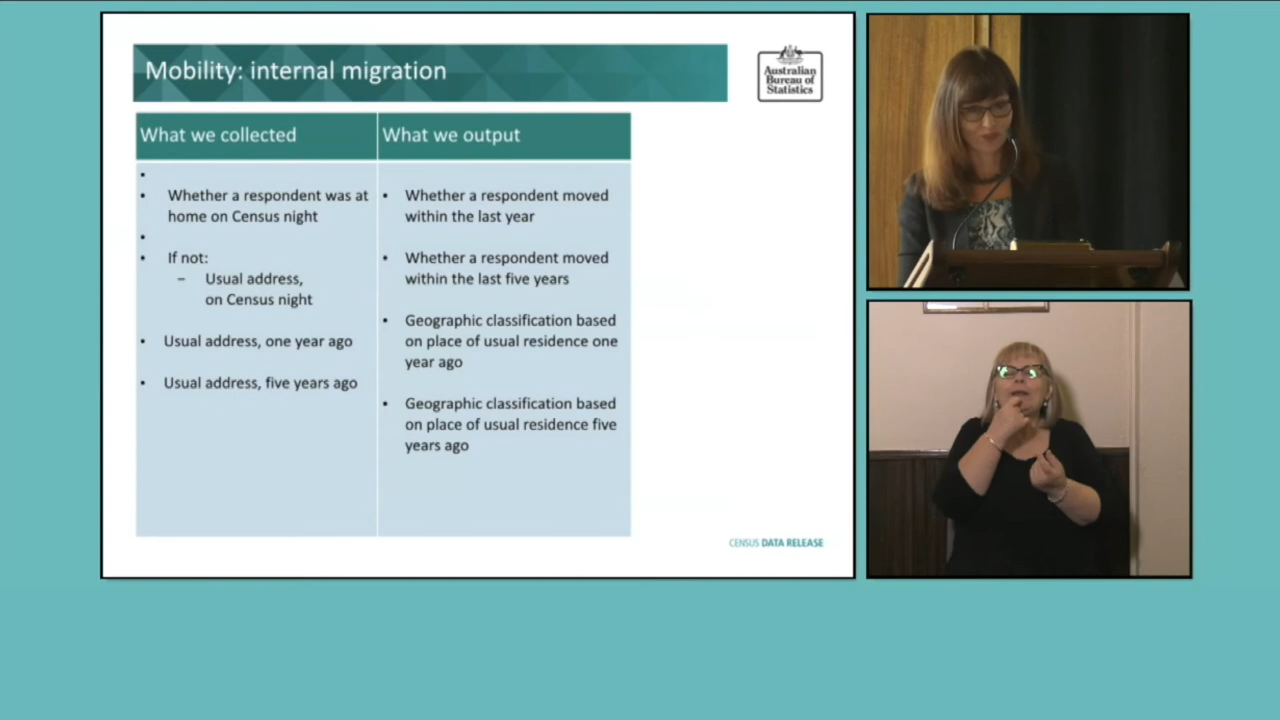 Mobility: internal migration
Australian
Bureau of
Statistics
What we collected
What we output
•
• Whether a respondent was at
home on Census night
•
• If not:
– Usual address,
on Census night
• Usual address, one year ago
• Usual address, five years ago
• Whether a respondent moved
within the last year
• Whether a respondent moved
within the last five years
• Geographic classification based
on place of usual residence one
year ago
• Geographic classification based
on place of usual residence five
years ago
CENSUS DATA RELEASE